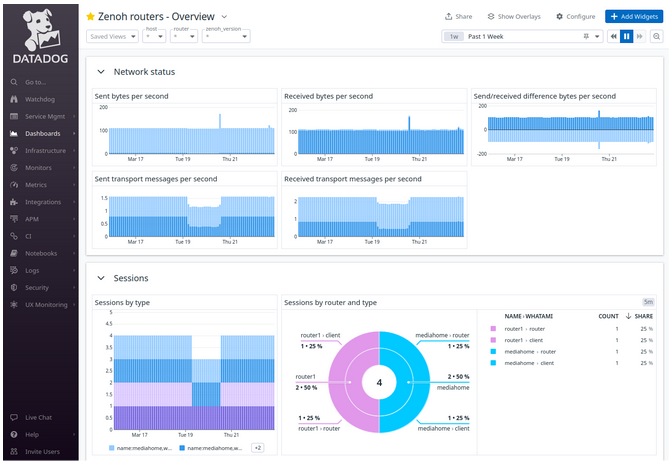 DATADOG
Go to...
Watchdog
Service Mgmt
Dashboards
Infrastructure
Monitors
Metrics
Integrations
APM
CI
Notebooks
Logs
Security
UX Monitoring
Live Chat
Help
Invite Users
Zenoh routers - Overview
Share
Show Overlays
Configure
+ Add Widgets
Saved Views
host
*
router
*
zenoh_version
*
1w
Past 1 Week
Network status
Sent bytes per second
200
100
0
Mar 17
Tue 19
Thu 21
Received bytes per second
200
100
0
Mar 17
Tue 19
Thu 21
Send/received difference bytes per second
200
0
-200
Mar 17
Tue 19
Thu 21
Sent transport messages per second
1.5
1
0.5
0
Mar 17
Tue 19
Thu 21
Received transport messages per second
2
1
0
Mar 17
Tue 19
Thu 21
Sessions
Sessions by type
5
4.5
4
3.5
3
2.5
2
1.5
1
0.5
0
Mar 17
Tue 19
Thu 21
name:mediahome,w...
name:mediahome,w...
+2
Sessions by router and type
5m
router1 › client
1 • 25 %
router1
2 • 50 %
1 • 25 %
router1 › router
4
mediahome › router
1 • 25 %
2 • 50 %
mediahome
1 • 25 %
mediahome › client
NAME›WHATAMI COUNT ↓ SHARE
router1 › router 1 25 %
router1 › client 1 25 %
mediahome › router 1 25 %
mediahome › client 1 25 %